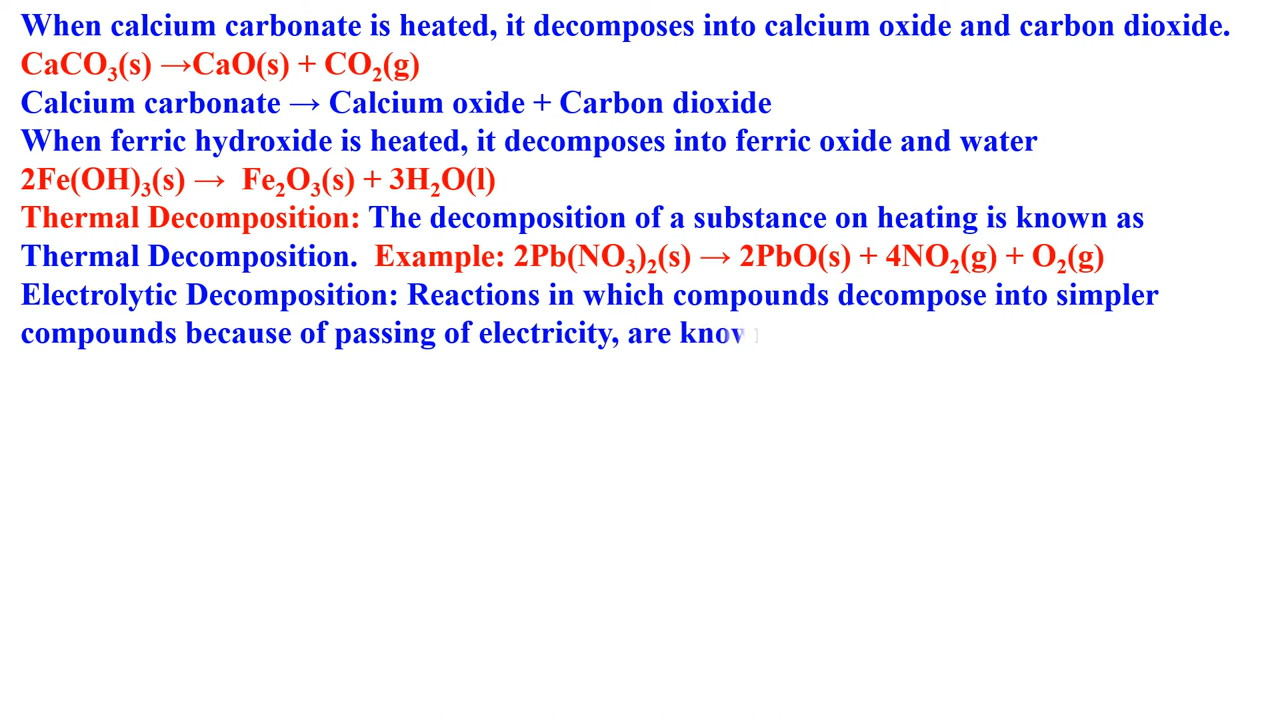 When calcium carbonate is heated, it decomposes into calcium oxide and carbon dioxide.
CaCO₃(s) →CaO(s) + CO₂(g)
Calcium carbonate → Calcium oxide + Carbon dioxide
When ferric hydroxide is heated, it decomposes into ferric oxide and water
2Fe(OH)₃(s) → Fe₂O₃(s) + 3H₂O(l)
Thermal Decomposition: The decomposition of a substance on heating is known as
Thermal Decomposition. Example: 2Pb(NO₃)₂(s) → 2PbO(s) + 4NO₂(g) + O₂(g)
Electrolytic Decomposition: Reactions in which compounds decompose into simpler
compounds because of passing of electricity, are